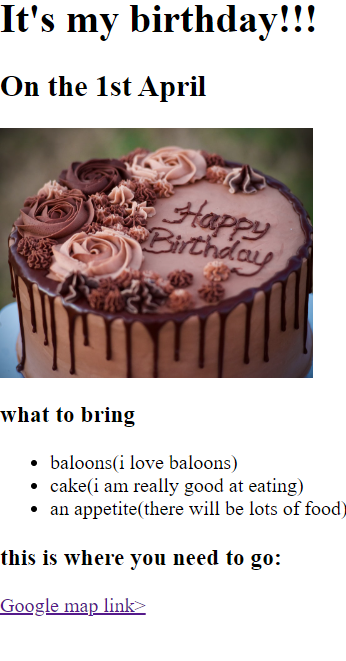 It's my birthday!!!
On the 1st April
Happy
Birthday
what to bring
baloons(i love baloons)
cake(i am really good at eating)
an appetite(there will be lots of food)
this is where you need to go:
Google map link>